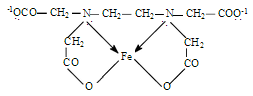 ⁻¹OCO—CH₂—N—CH₂—CH₂—N—CH₂—COO⁻¹
CH₂ CH₂
CO Fe CO
O O